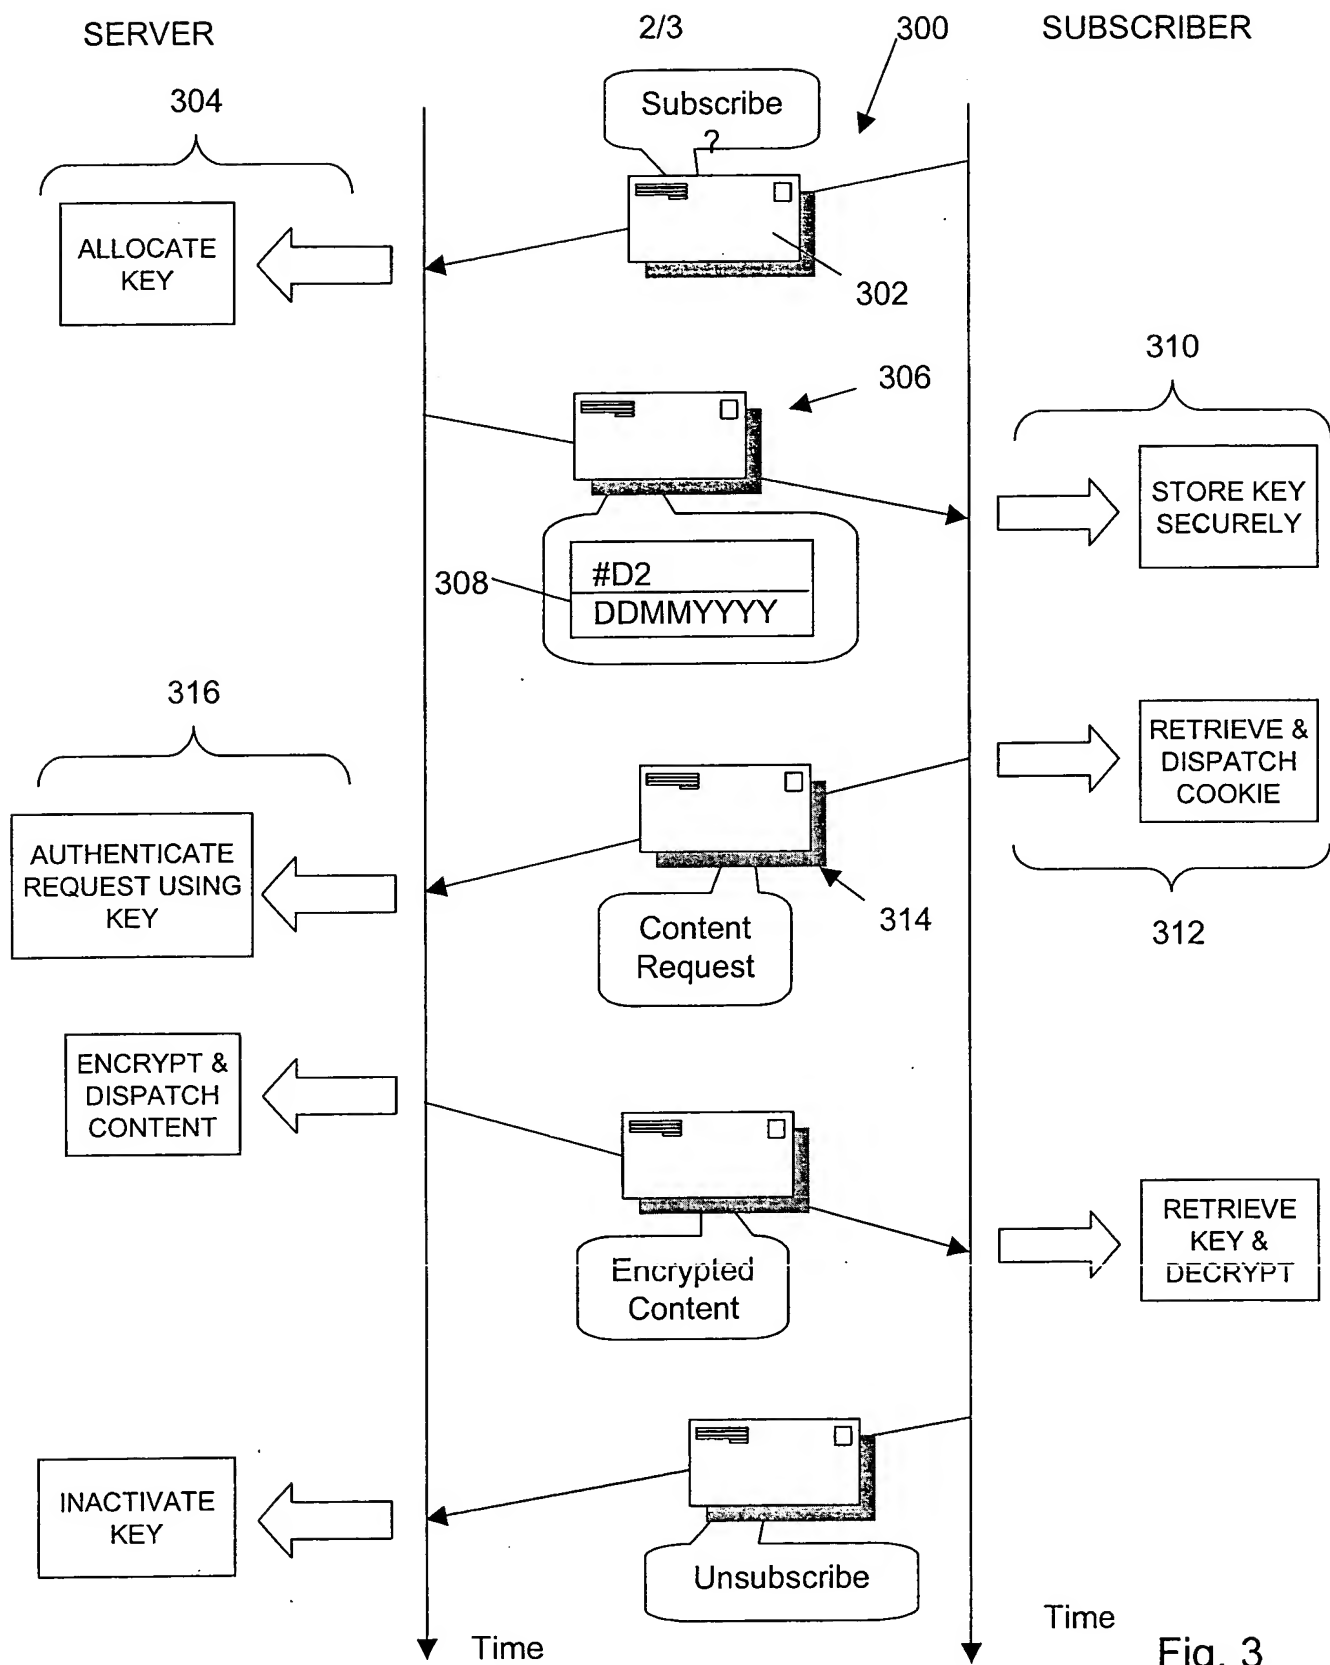 SERVER
2/3
300
SUBSCRIBER
304
Subscribe
?
ALLOCATE
KEY
302
310
306
STORE KEY
SECURELY
308
#D2
DDMMYYYY
316
RETRIEVE &
DISPATCH
COOKIE
AUTHENTICATE
REQUEST USING
KEY
Content
Request
314
312
ENCRYPT &
DISPATCH
CONTENT
RETRIEVE
KEY &
DECRYPT
Encrypted
Content
INACTIVATE
KEY
Unsubscribe
Time
Time
Fig. 3